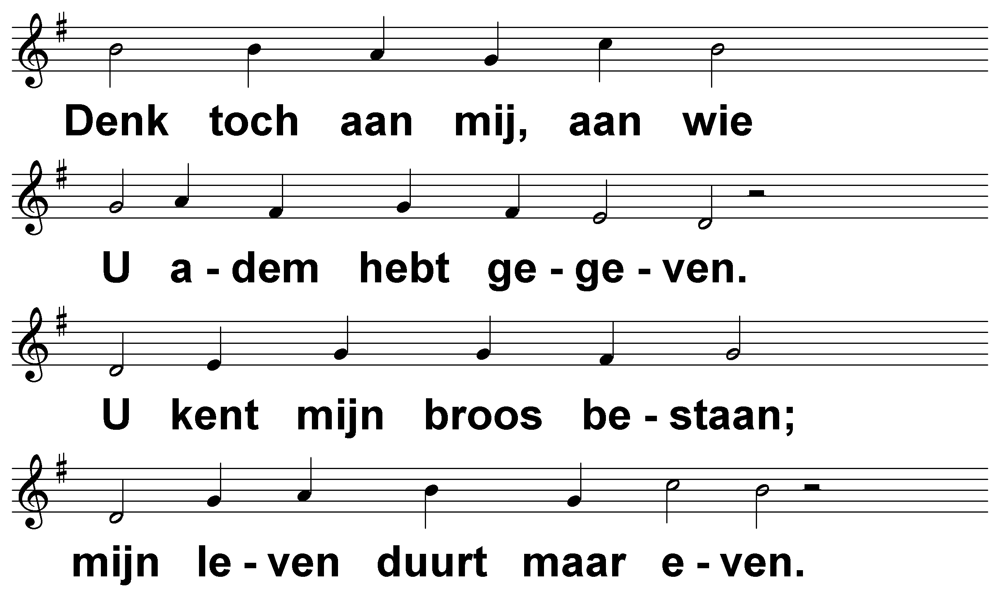 Denk toch aan mij, aan wie
U a - dem hebt ge - ge - ven.
U kent mijn broos be - staan;
mijn le - ven duurt maar e - ven.